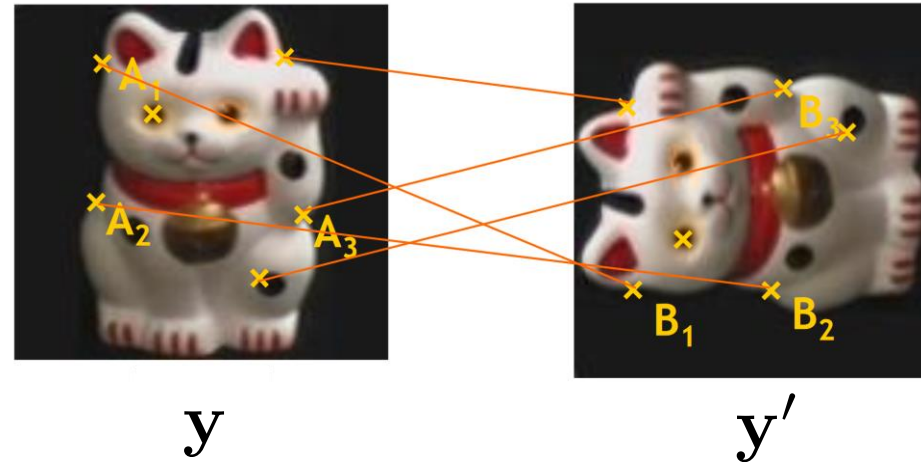 A₁
A₂
A₃
B₃
B₁
B₂
y
y′